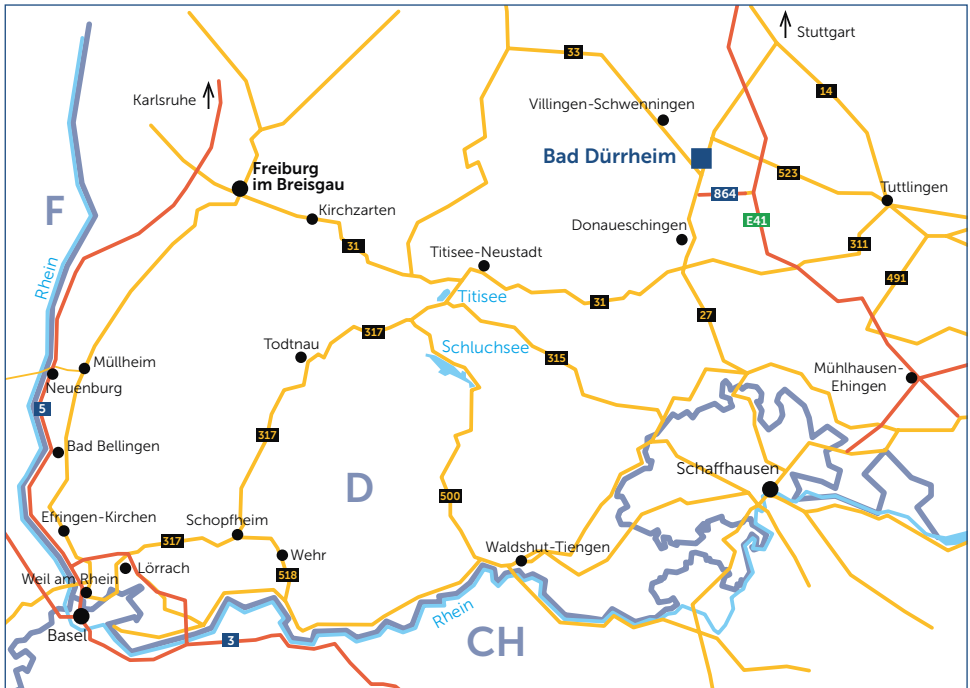 Stuttgart
33
14
Karlsruhe
Villingen-Schwenningen
Bad Dürrheim
Freiburg
im Breisgau
523
864
Tuttlingen
F
Kirchzarten
E41
Donaueschingen
31
311
Titisee-Neustadt
Rhein
491
Titisee
31
27
317
Todtnau
Schluchsee
315
Müllheim
Mühlhausen-
Ehingen
Neuenburg
5
317
Bad Bellingen
Schaffhausen
D
500
Efringen-Kirchen
Schopfheim
317
Waldshut-Tiengen
Wehr
Lörrach
518
Weil am Rhein
Rhein
Basel
3
CH